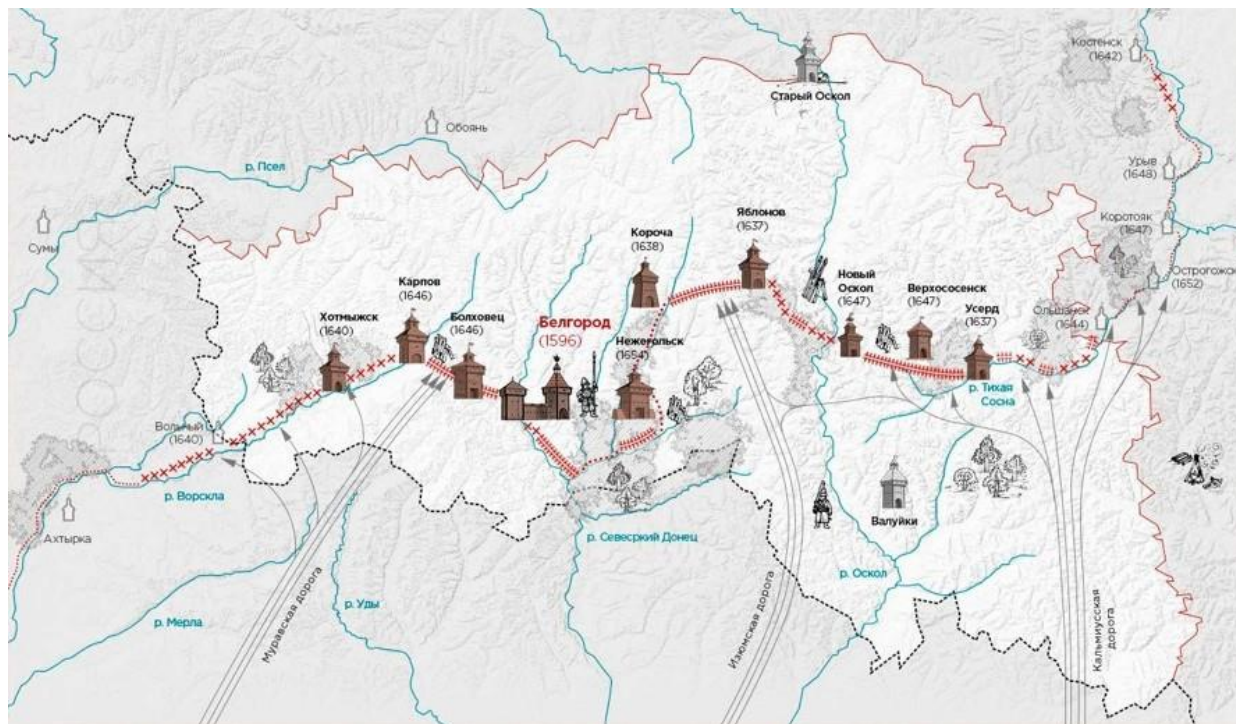 Костенск
(1642)
Старый Оскол
Обоянь
р. Псел
Урыв
(1648)
Сумы
Коротояк
(1647)
Яблонов
(1637)
Короча
(1638)
Острогожск
(1652)
Новый
Оскол
(1647)
Верхососенск
(1647)
Карпов
(1646)
Усерд
(1637)
Ольшанск
(1644)
Хотмыжск
(1640)
Болховец
(1646)
Белгород
(1596)
Нежегольск
(1654)
р. Тихая
Сосна
Вольный
(1640)
р. Ворскла
Ахтырка
Валуйки
р. Севесркий Донец
р. Оскол
р. Уды
р. Мерла
Муравская дорога
Изюмская дорога
Кальмиусская
дорога